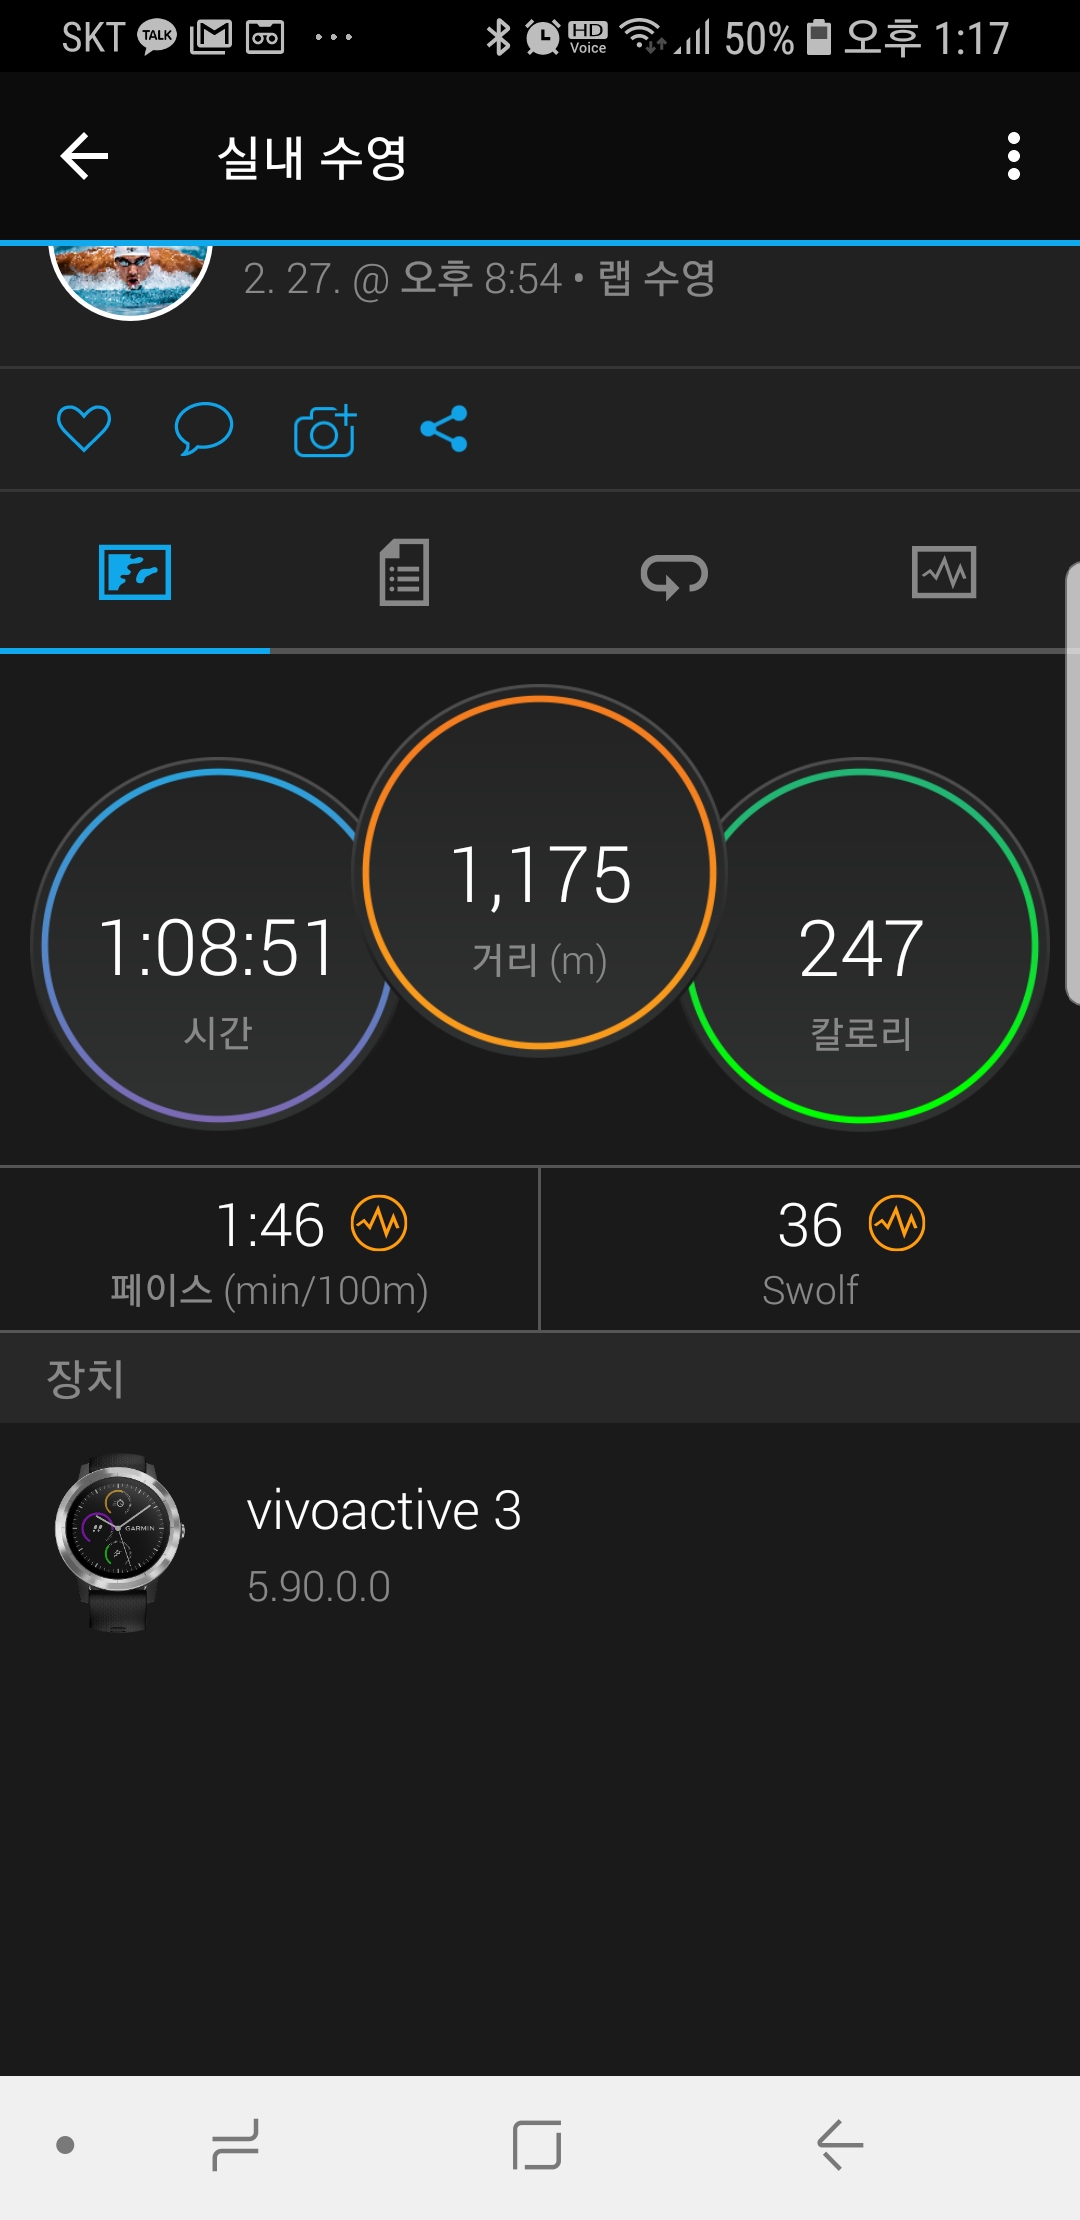 SKT TALK HD Voice 50% 오후 1:17
실내 수영
2. 27. @ 오후 8:54 • 랩 수영
1,175
거리 (m)
1:08:51
시간
247
칼로리
1:46
페이스 (min/100m)
36
Swolf
장치
GARMIN
vivoactive 3
5.90.0.0